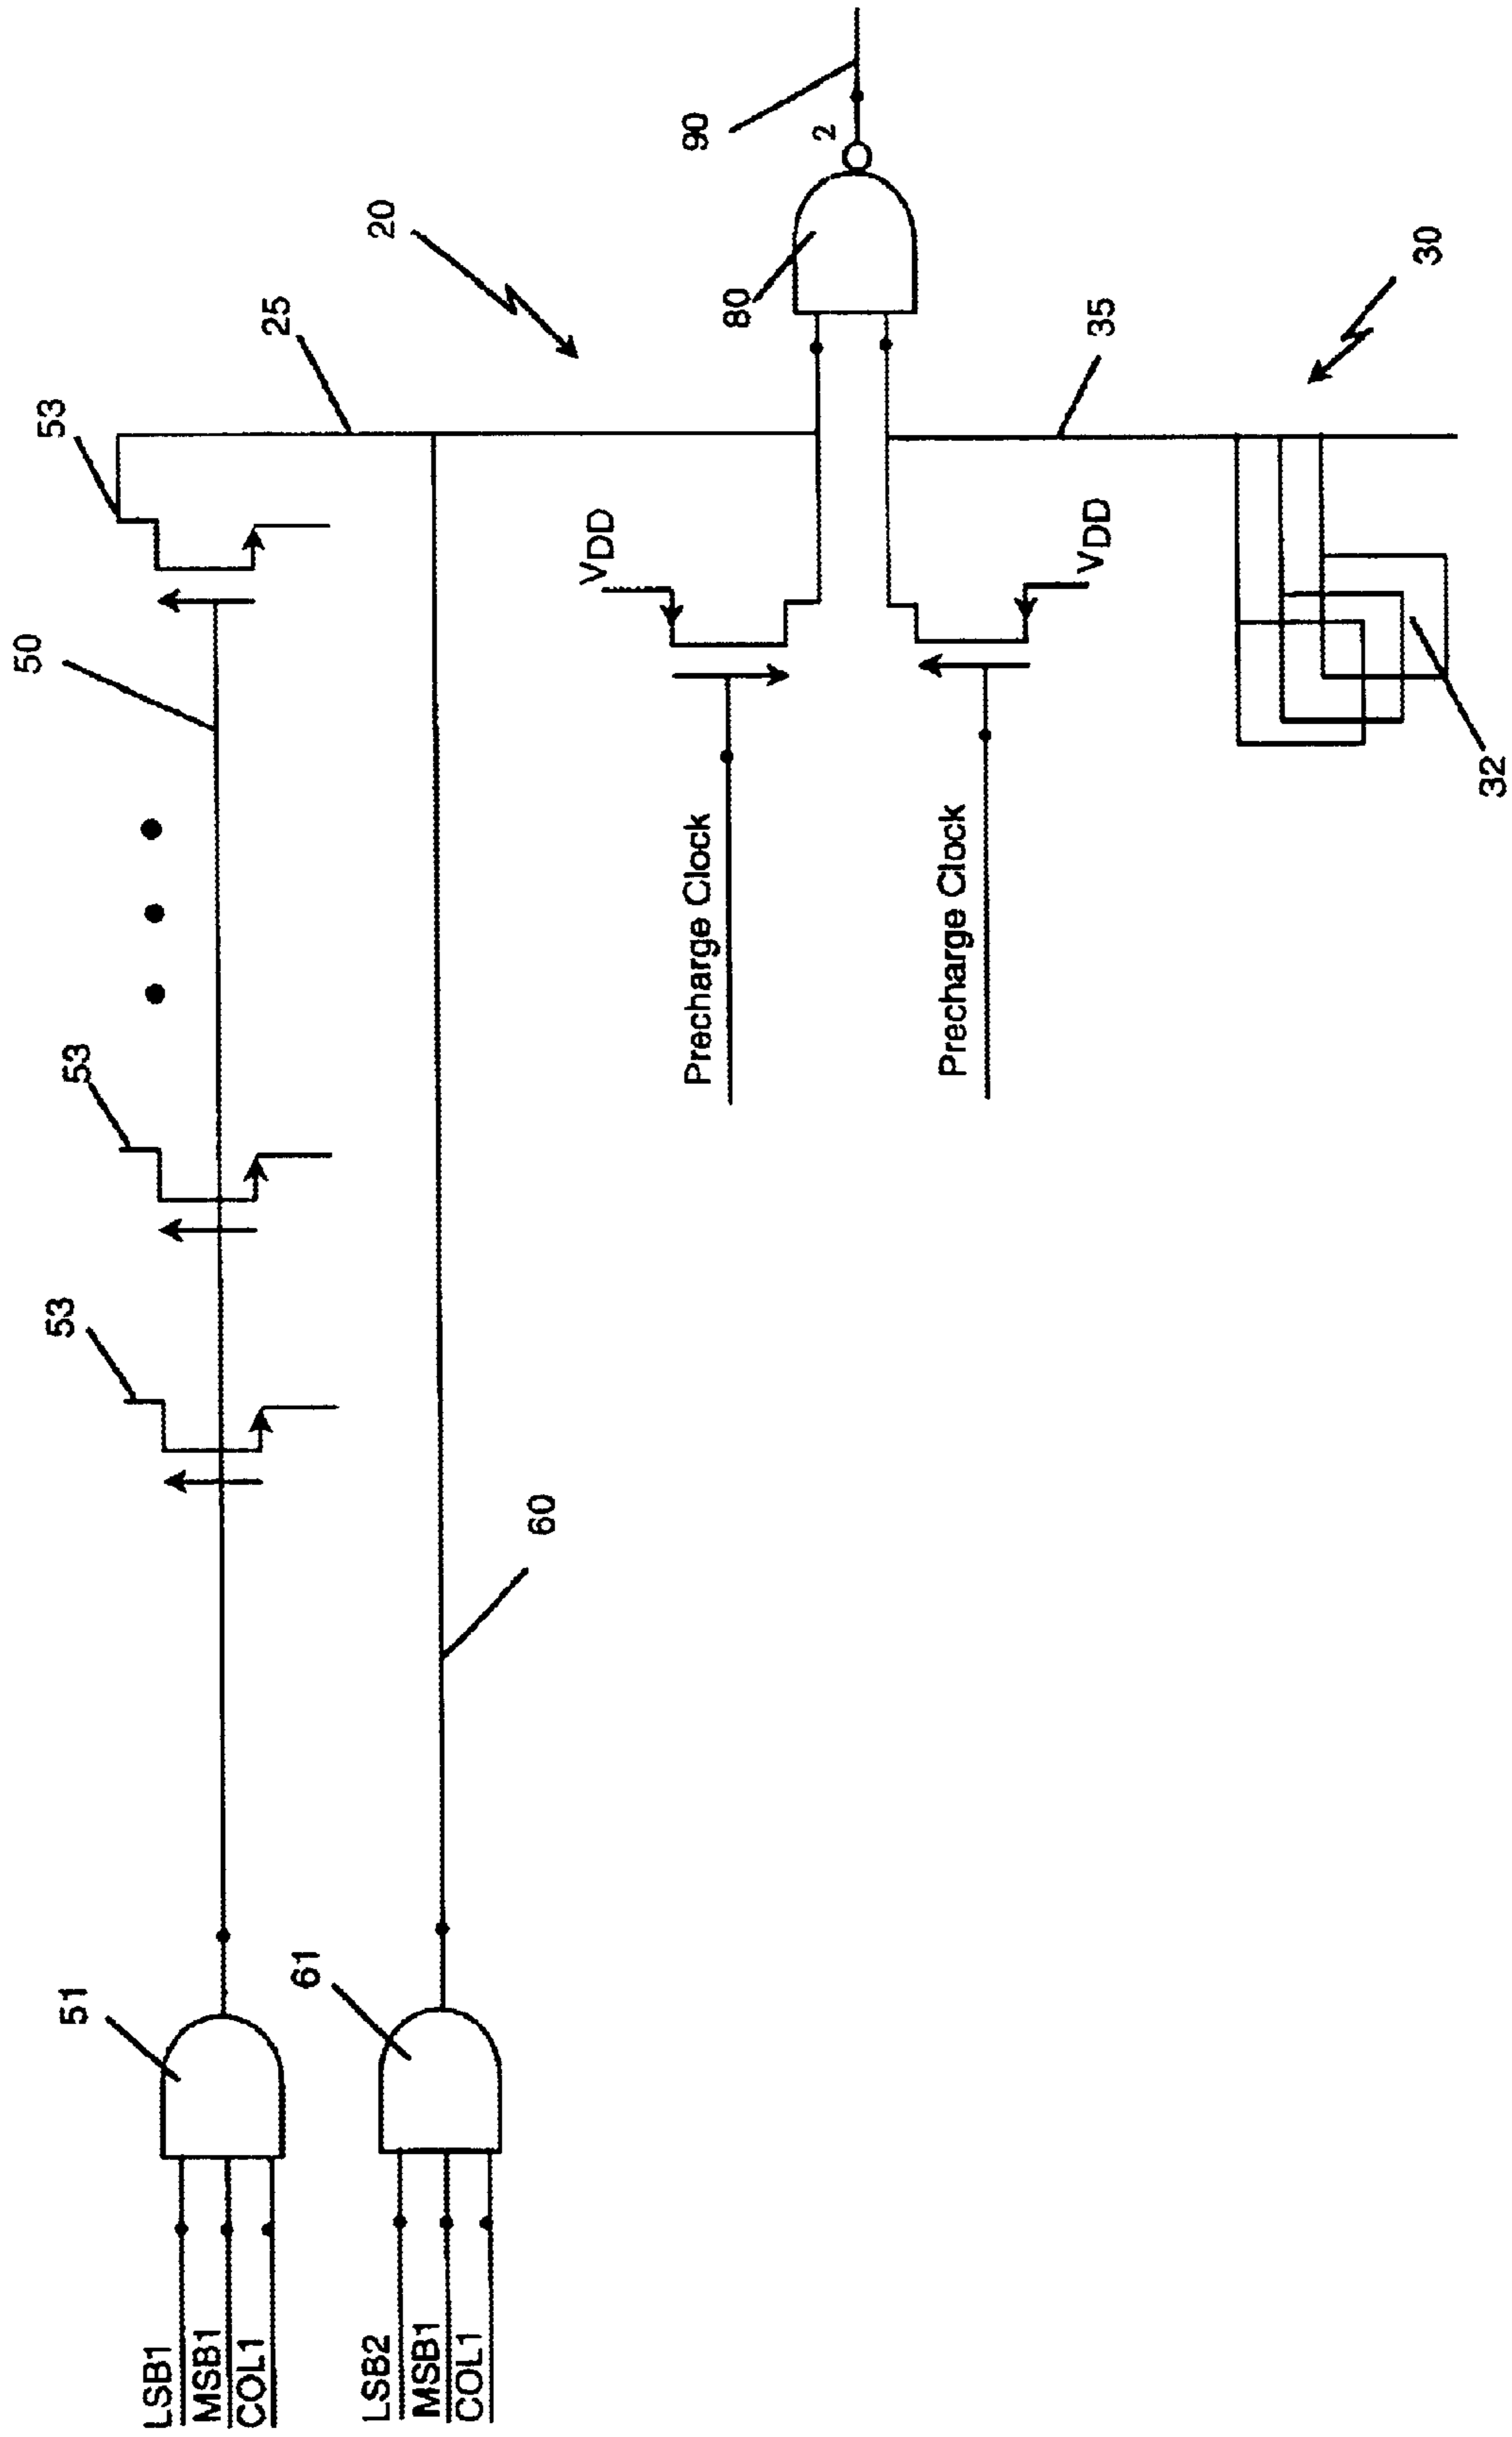 LSB1
MSB1
COL1
51
50
53
53
53
LSB2
MSB1
COL1
61
60
25
20
VDD
Precharge Clock
80
2
90
Precharge Clock
VDD
35
32
30